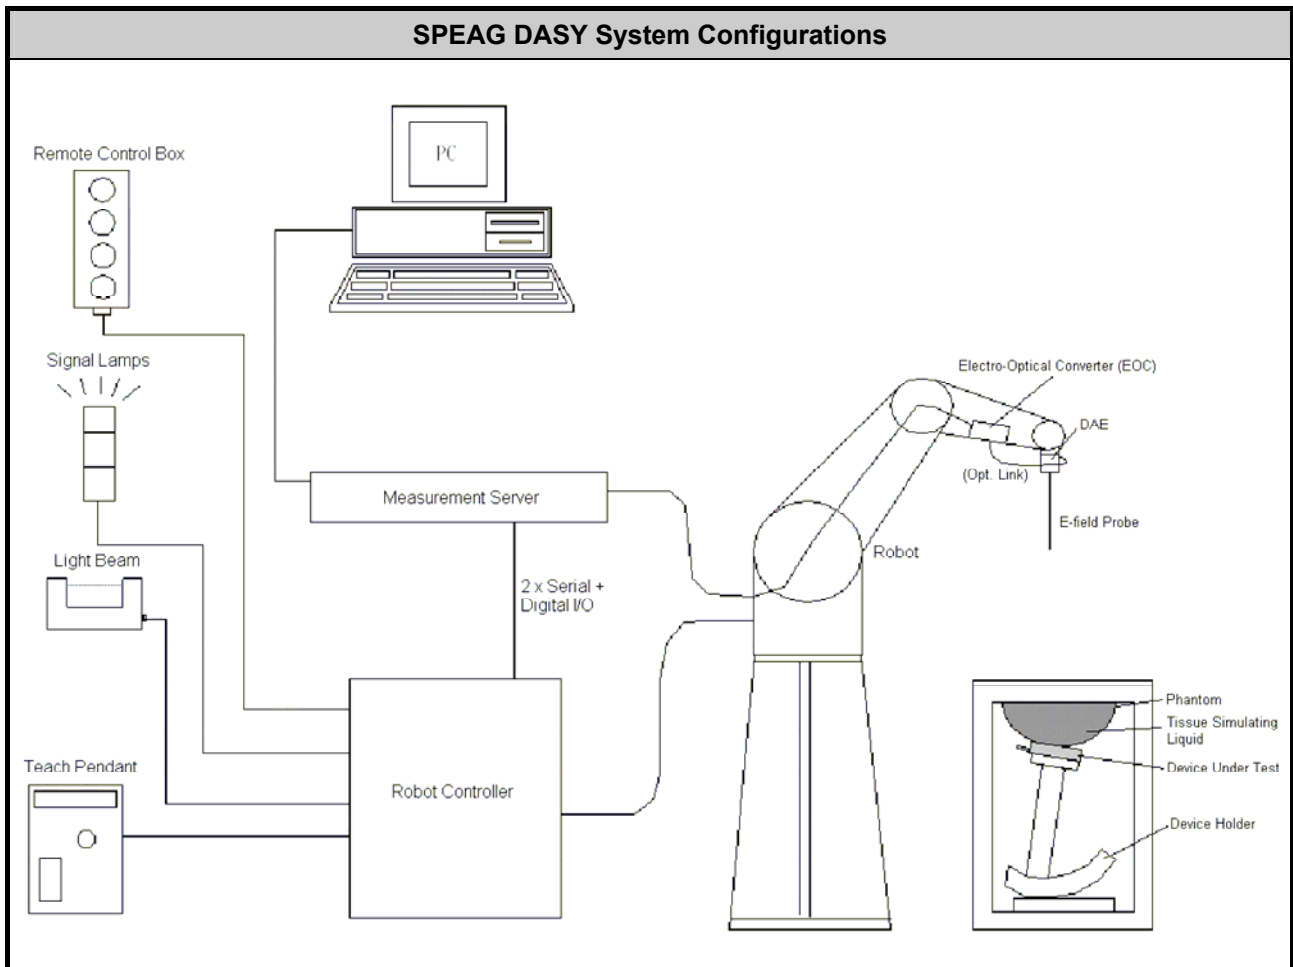 SPEAG DASY System Configurations
Remote Control Box
PC
Signal Lamps
Electro-Optical Converter (EOC)
DAE
(Opt. Link)
Measurement Server
E-field Probe
Light Beam
Robot
2 x Serial +
Digital I/O
Phantom
Tissue Simulating
Liquid
Device Under Test
Teach Pendant
Robot Controller
Device Holder